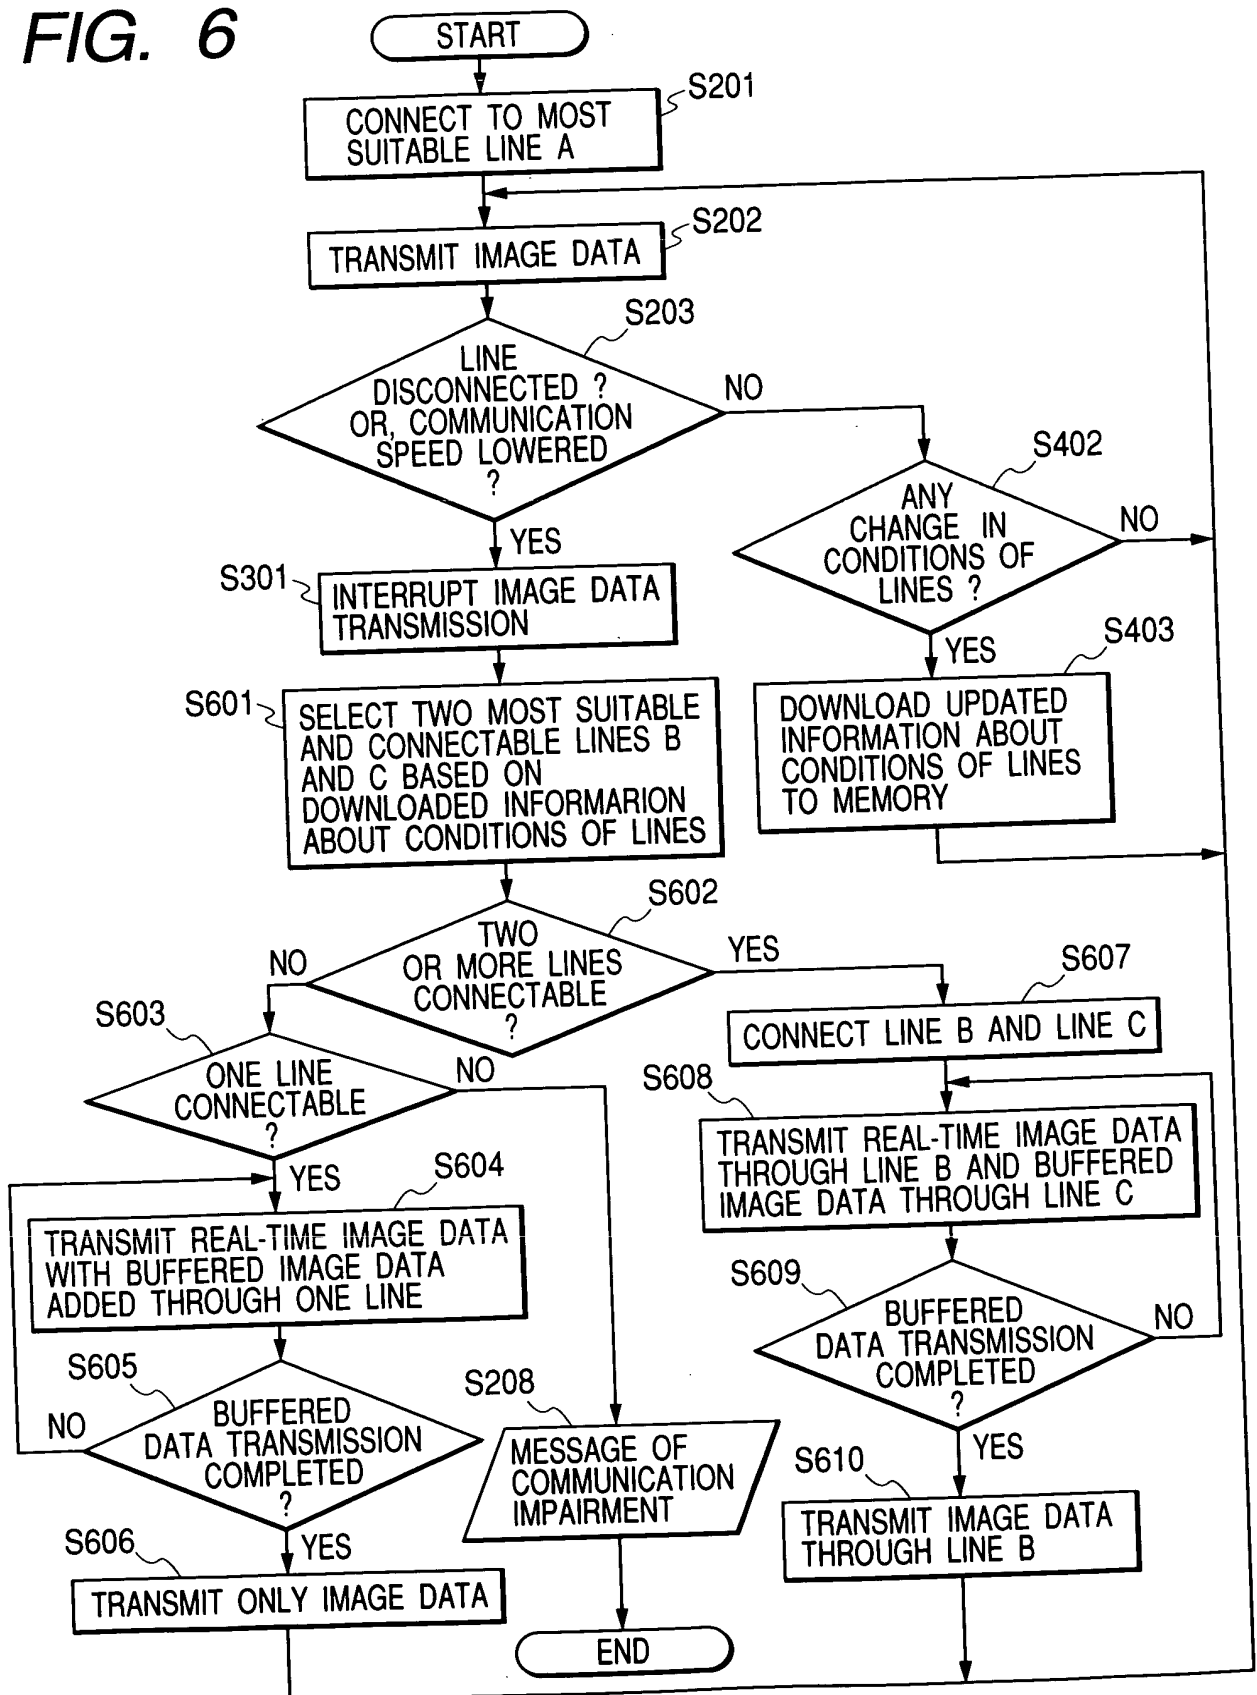 FIG. 6
START
S201
CONNECT TO MOST
SUITABLE LINE A
S202
TRANSMIT IMAGE DATA
S203
LINE
DISCONNECTED ?
OR, COMMUNICATION
SPEED LOWERED
?
NO
YES
S402
ANY
CHANGE IN
CONDITIONS OF
LINES ?
NO
YES
S403
DOWNLOAD UPDATED
INFORMATION ABOUT
CONDITIONS OF LINES
TO MEMORY
S301
INTERRUPT IMAGE DATA
TRANSMISSION
S601
SELECT TWO MOST SUITABLE
AND CONNECTABLE LINES B
AND C BASED ON
DOWNLOADED INFORMARION
ABOUT CONDITIONS OF LINES
S602
TWO
OR MORE LINES
CONNECTABLE
?
NO
YES
S603
ONE LINE
CONNECTABLE
?
NO
YES
S604
TRANSMIT REAL-TIME IMAGE DATA
WITH BUFFERED IMAGE DATA
ADDED THROUGH ONE LINE
S605
BUFFERED
DATA TRANSMISSION
COMPLETED
?
NO
YES
S606
TRANSMIT ONLY IMAGE DATA
S208
MESSAGE OF
COMMUNICATION
IMPAIRMENT
END
S607
CONNECT LINE B AND LINE C
S608
TRANSMIT REAL-TIME IMAGE DATA
THROUGH LINE B AND BUFFERED
IMAGE DATA THROUGH LINE C
S609
BUFFERED
DATA TRANSMISSION
COMPLETED
?
NO
YES
S610
TRANSMIT IMAGE DATA
THROUGH LINE B